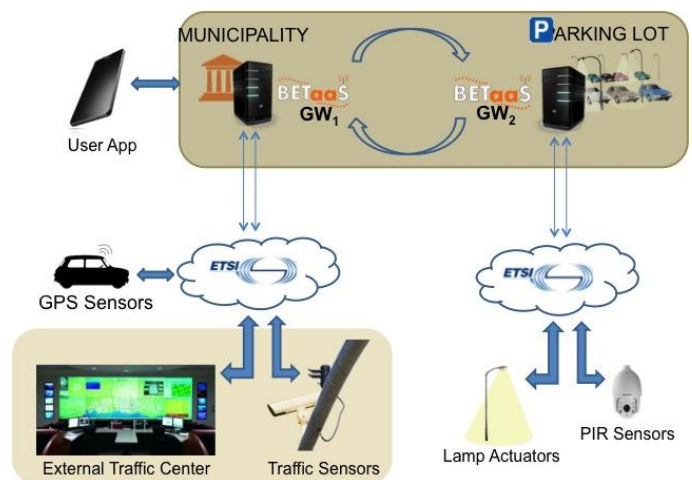 MUNICIPALITY
P PARKING LOT
BETaaS
GW1
BETaaS
GW2
User App
ETSI
ETSI
GPS Sensors
External Traffic Center
Traffic Sensors
Lamp Actuators
PIR Sensors